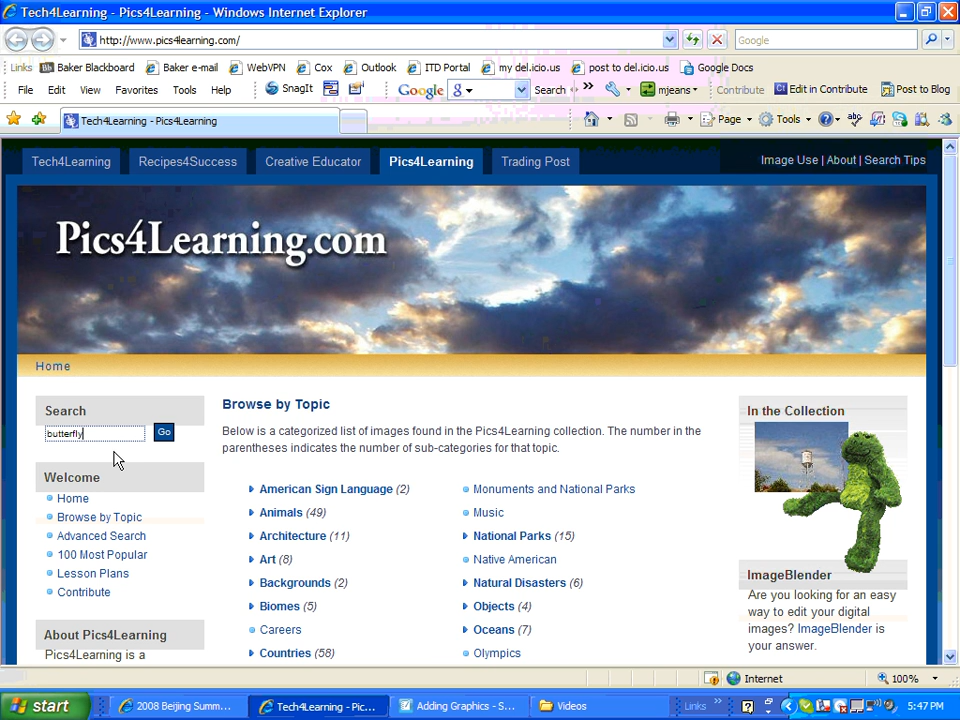 Tech4Learning - Pics4Learning - Windows Internet Explorer
http://www.pics4learning.com/
Google
Links Baker Blackboard Baker e-mail WebVPN Cox Outlook ITD Portal my del.icio.us post to del.icio.us Google Docs
File Edit View Favorites Tools Help SnagIt Google Search » mjeans Contribute Edit in Contribute Post to Blog
Tech4Learning - Pics4Learning Page Tools
Tech4Learning Recipes4Success Creative Educator Pics4Learning Trading Post Image Use | About | Search Tips
Pics4Learning.com
Home
Search
butterfly Go
Welcome
Home
Browse by Topic
Advanced Search
100 Most Popular
Lesson Plans
Contribute
About Pics4Learning
Pics4Learning is a
Browse by Topic
Below is a categorized list of images found in the Pics4Learning collection. The number in the
parentheses indicates the number of sub-categories for that topic.
American Sign Language (2)
Animals (49)
Architecture (11)
Art (8)
Backgrounds (2)
Biomes (5)
Careers
Countries (58)
Monuments and National Parks
Music
National Parks (15)
Native American
Natural Disasters (6)
Objects (4)
Oceans (7)
Olympics
In the Collection
ImageBlender
Are you looking for an easy
way to edit your digital
images? ImageBlender is
your answer.
Internet 100%
start 2008 Beijing Summ... Tech4Learning - Pic... Adding Graphics - S... Videos Links » 5:47 PM